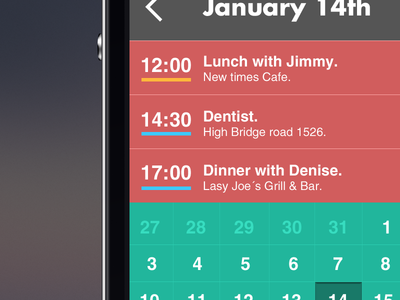 January 14th
12:00 Lunch with Jimmy.
New times Cafe.
14:30 Dentist.
High Bridge road 1526.
17:00 Dinner with Denise.
Lasy Joe´s Grill & Bar.
27 28 29 30 31 1
3 4 5 6 7 8
10 11 12 13 14 15